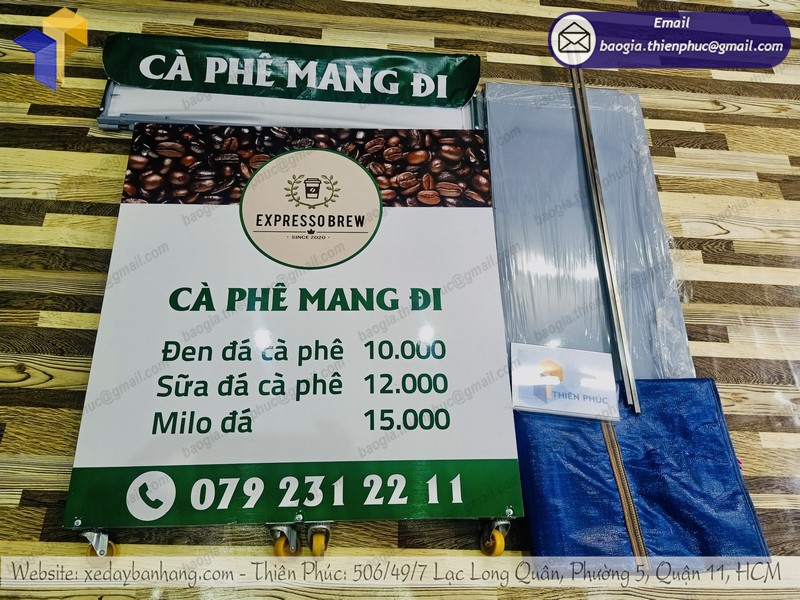 Email
baogia.thienphuc@gmail.com
CÀ PHÊ MANG ĐI
EXPRESSO BREW
- SINCE 2020 -
CÀ PHÊ MANG ĐI
Đen đá cà phê 10.000
Sữa đá cà phê 12.000
Milo đá 15.000
THIÊN PHÚC
079 231 22 11
Website: xedaybanhang.com - Thiên Phúc: 506/49/7 Lạc Long Quân, Phường 5, Quận 11, HCM